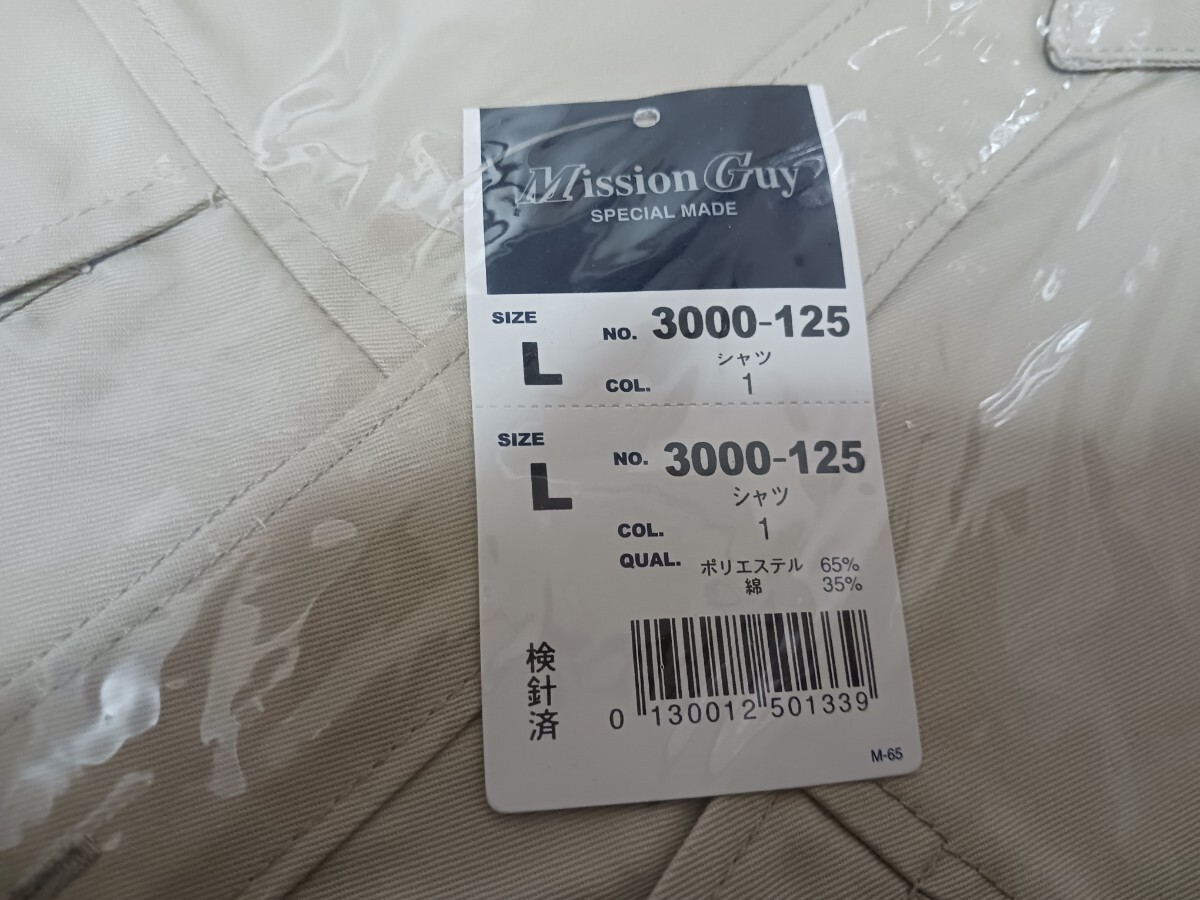 Mission Guy
SPECIAL MADE
SIZE
L
NO. 3000-125
シャツ
COL. 1
SIZE
L
NO. 3000-125
シャツ
COL. 1
QUAL. ポリエステル 65%
綿 35%
検針済
0 130012 501339
M-65